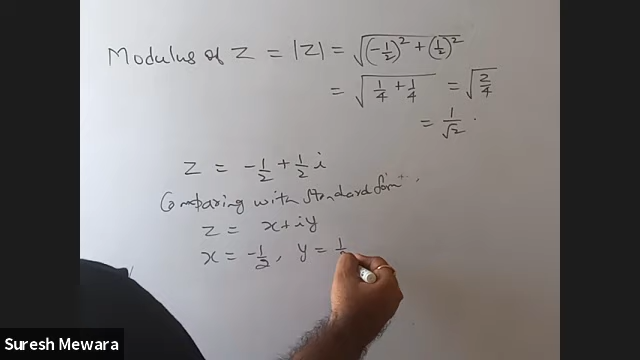 Modulus of Z = |Z| = √((-1/2)² + (1/2)²)
= √(1/4 + 1/4) = √(2/4)
= 1/√2 .
Z = -1/2 + 1/2 i
Comparing with standard form
Z = x + iy
x = -1/2 , y = 1
Suresh Mewara